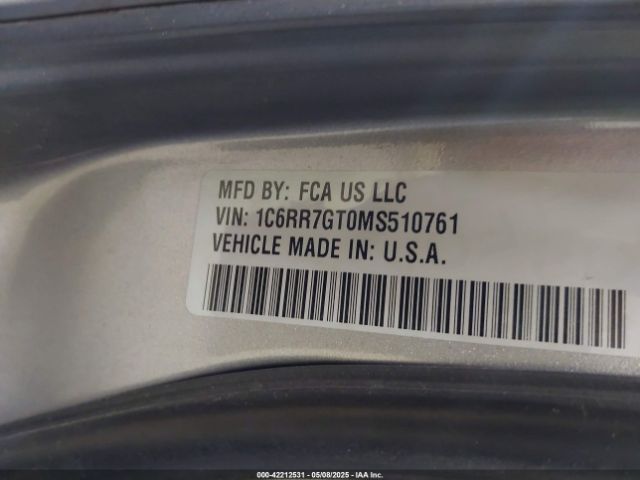 MFD BY: FCA US LLC
VIN: 1C6RR7GT0MS510761
VEHICLE MADE IN: U.S.A.
000-42212531 - 05/08/2025 - IAA Inc.